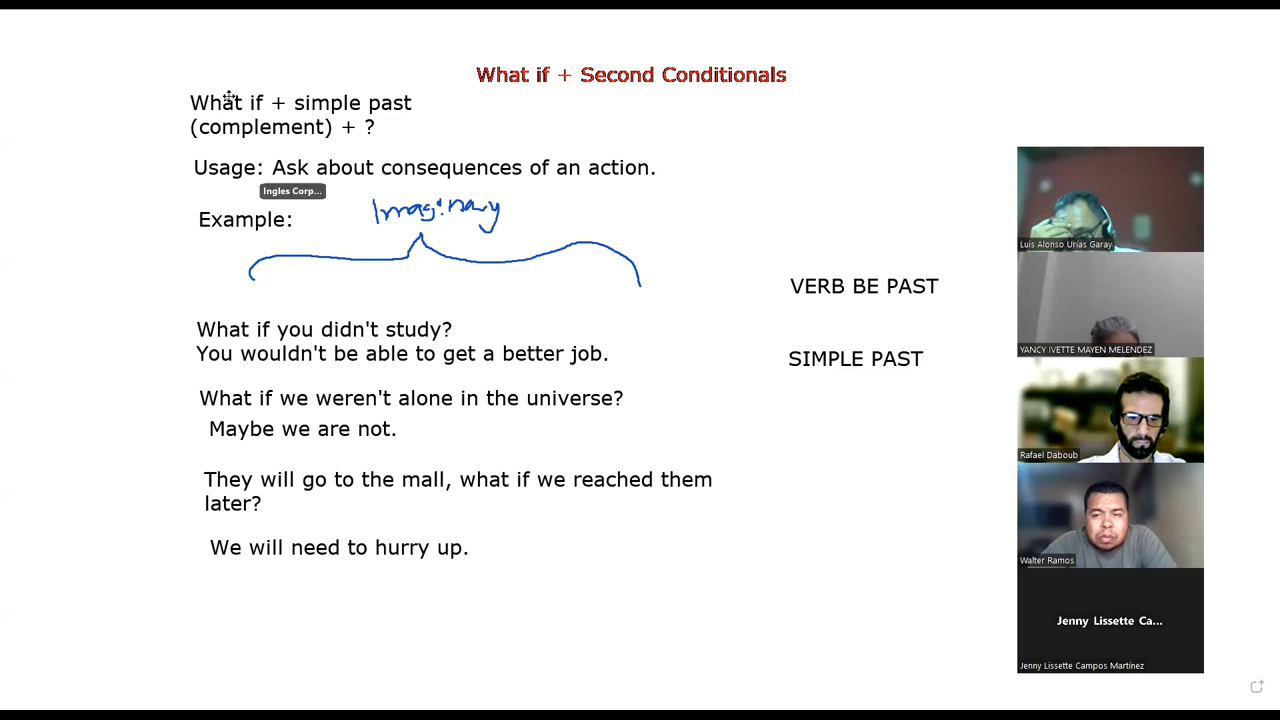 What if + Second Conditionals
What if + simple past
(complement) + ?
Usage: Ask about consequences of an action.
Ingles Corp...
Example:
Imaginary
VERB BE PAST
What if you didn't study?
You wouldn't be able to get a better job.
SIMPLE PAST
What if we weren't alone in the universe?
Maybe we are not.
They will go to the mall, what if we reached them
later?
We will need to hurry up.
Luis Alonso Urías Garay
YANCY IVETTE MAYEN MELENDEZ
Rafael Daboub
Walter Ramos
Jenny Lissette Ca...
Jenny Lissette Campos Martínez